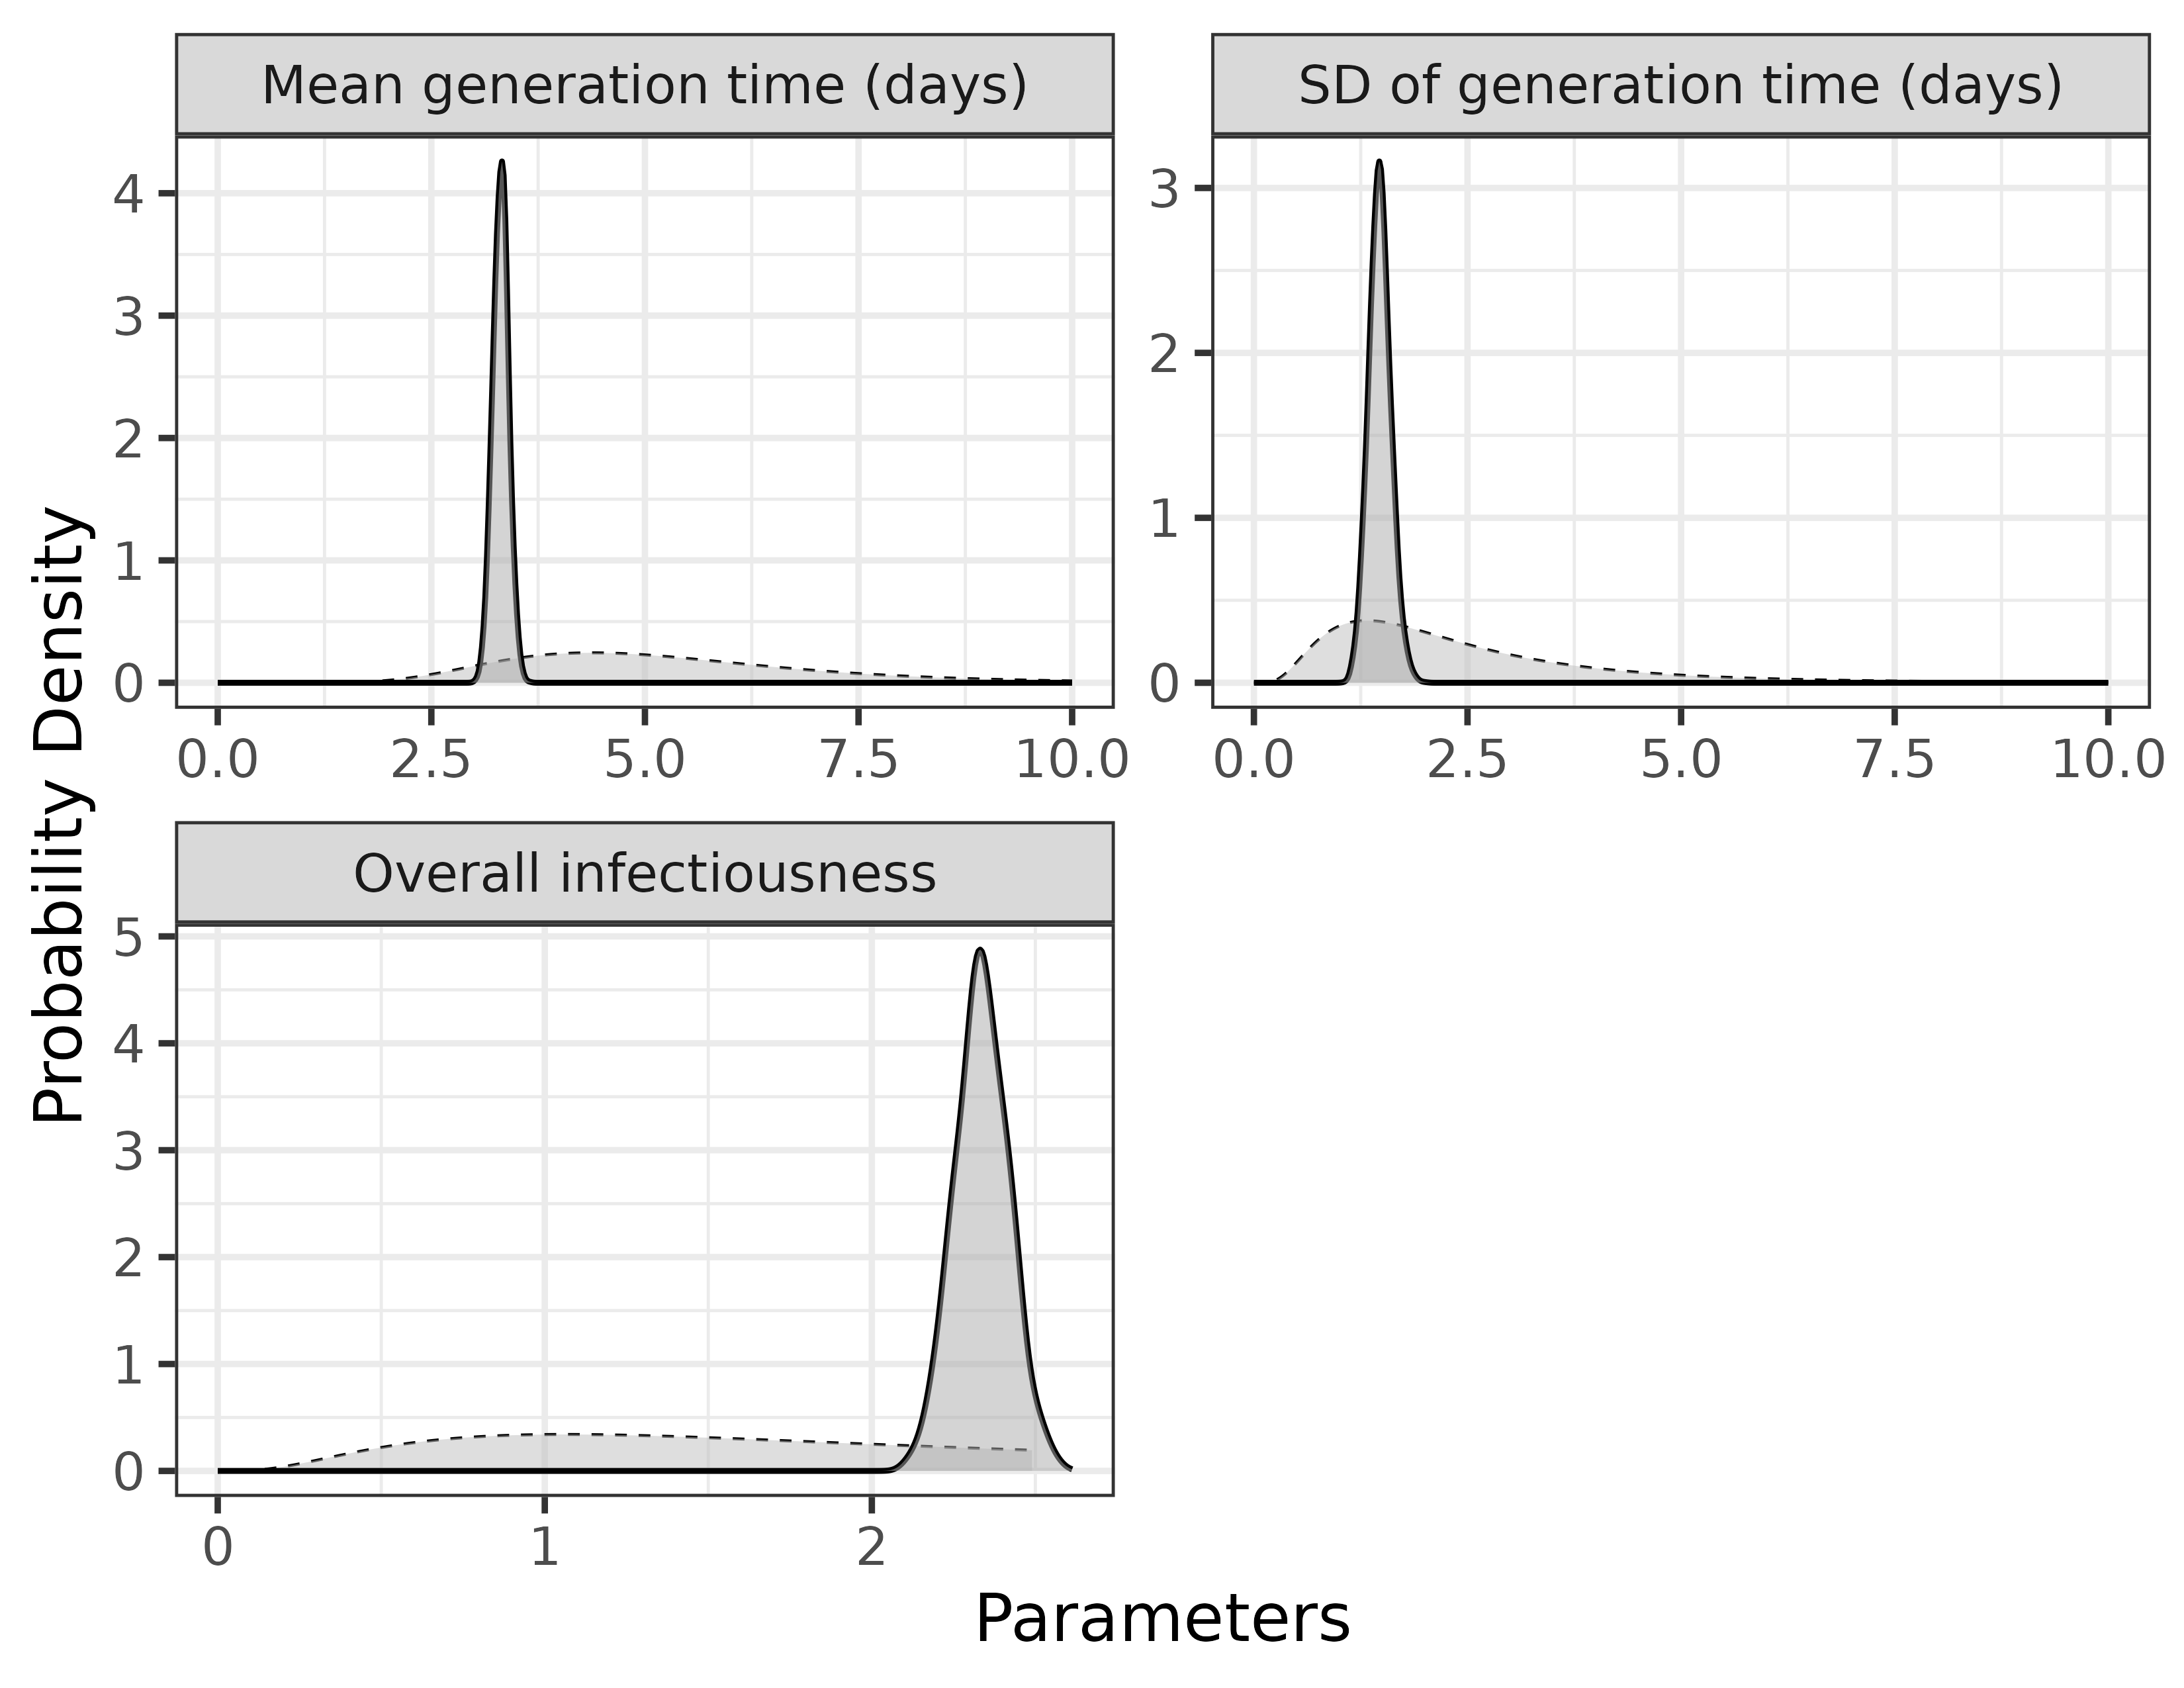 Mean generation time (days)
SD of generation time (days)
4
3
2
1
0
3
2
1
0
0.0 2.5 5.0 7.5 10.0
0.0 2.5 5.0 7.5 10.0
Probability Density
Overall infectiousness
5
4
3
2
1
0
0 1 2
Parameters